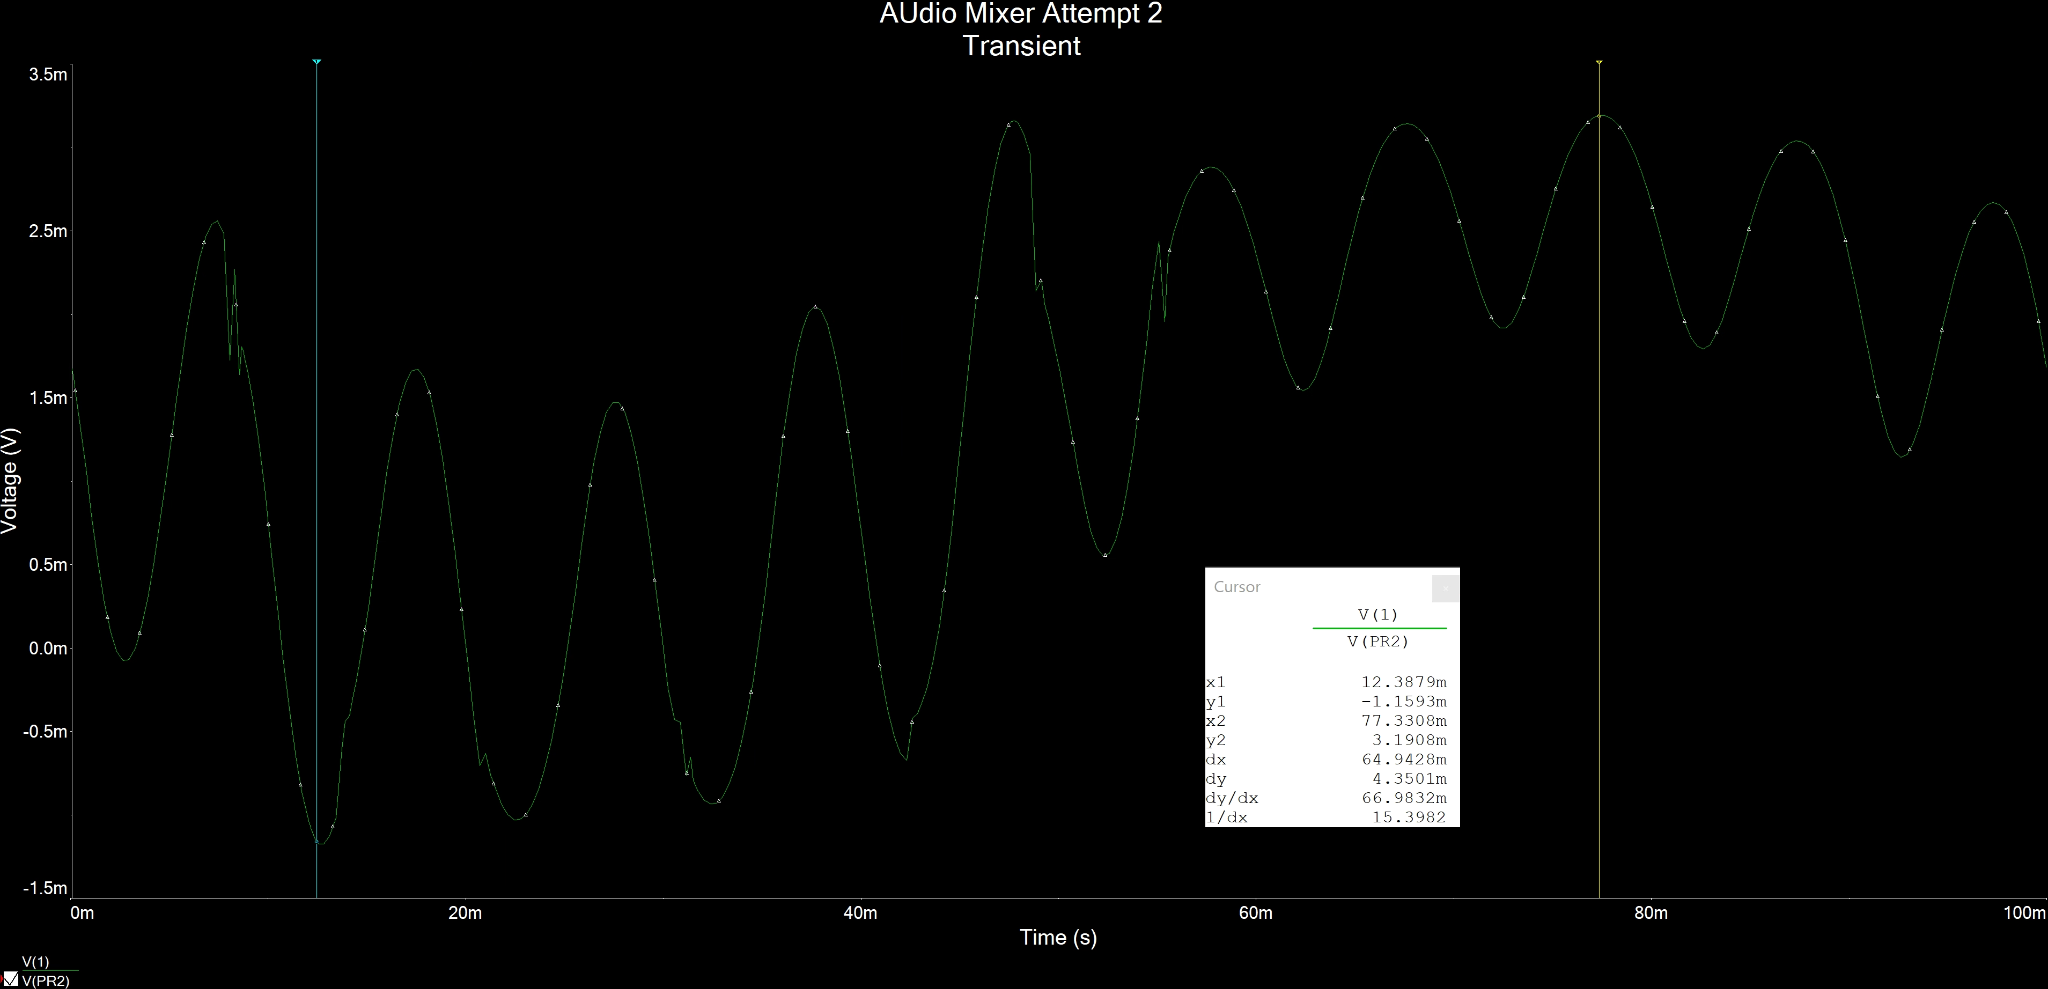 AUdio Mixer Attempt 2
Transient
3.5m
2.5m
1.5m
0.5m
0.0m
-0.5m
-1.5m
Voltage (V)
0m 20m 40m 60m 80m 100m
Time (s)
Cursor
V(1)
V(PR2)
x1 12.3879m
y1 -1.1593m
x2 77.3308m
y2 3.1908m
dx 64.9428m
dy 4.3501m
dy/dx 66.9832m
1/dx 15.3982
V(1)
V(PR2)